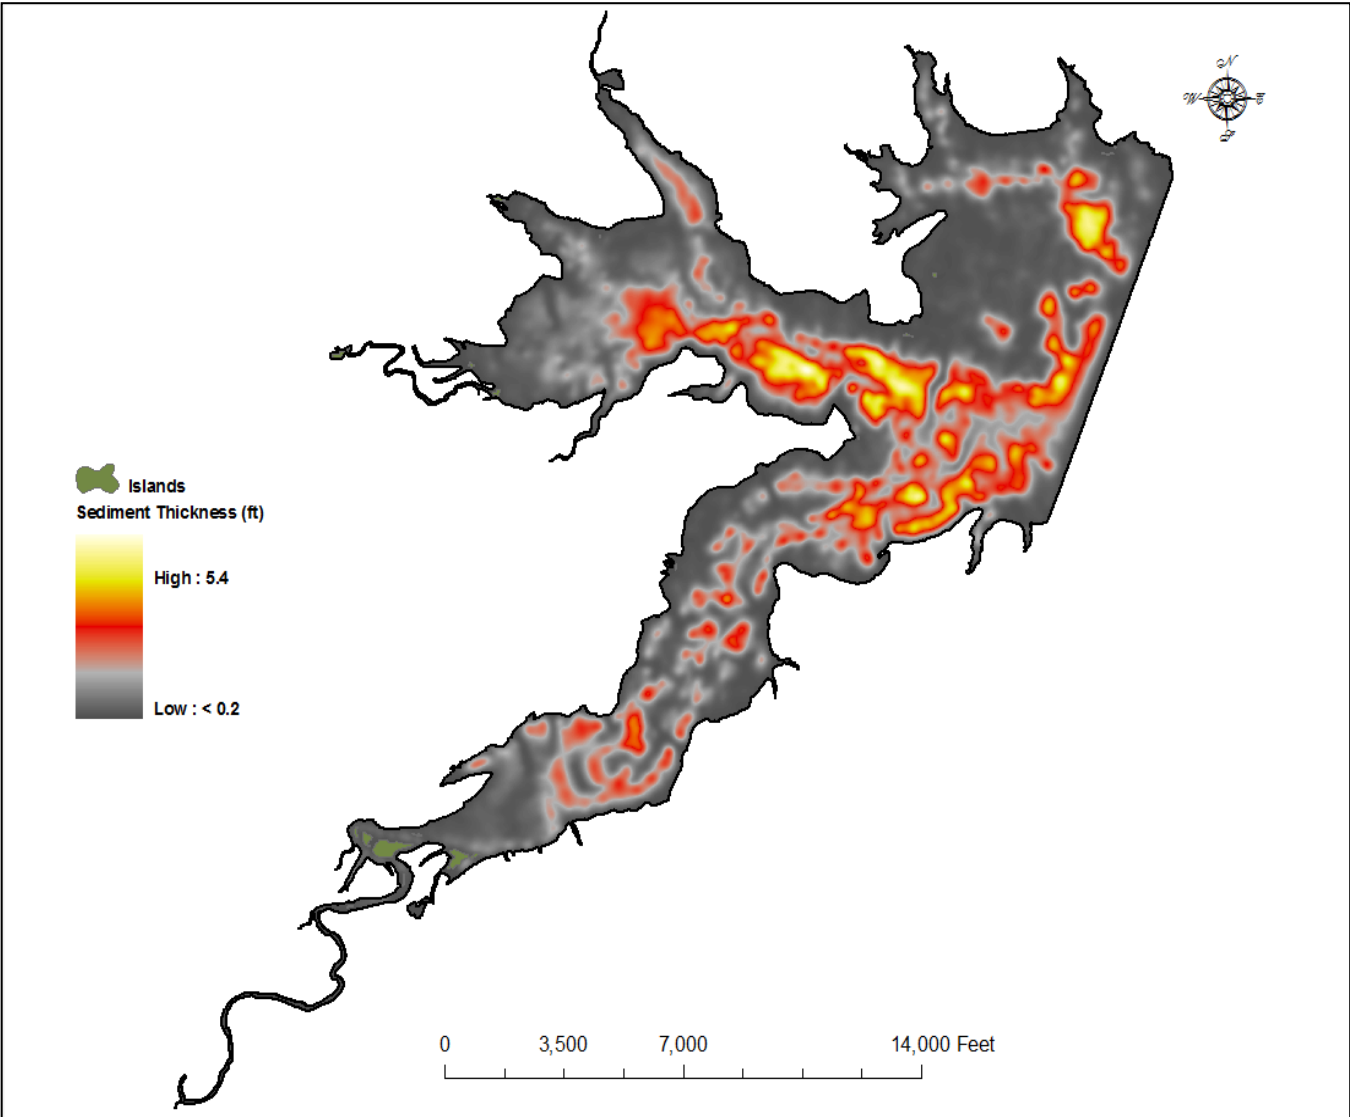 N
W E
S
Islands
Sediment Thickness (ft)
High : 5.4
Low : < 0.2
0 3,500 7,000 14,000 Feet